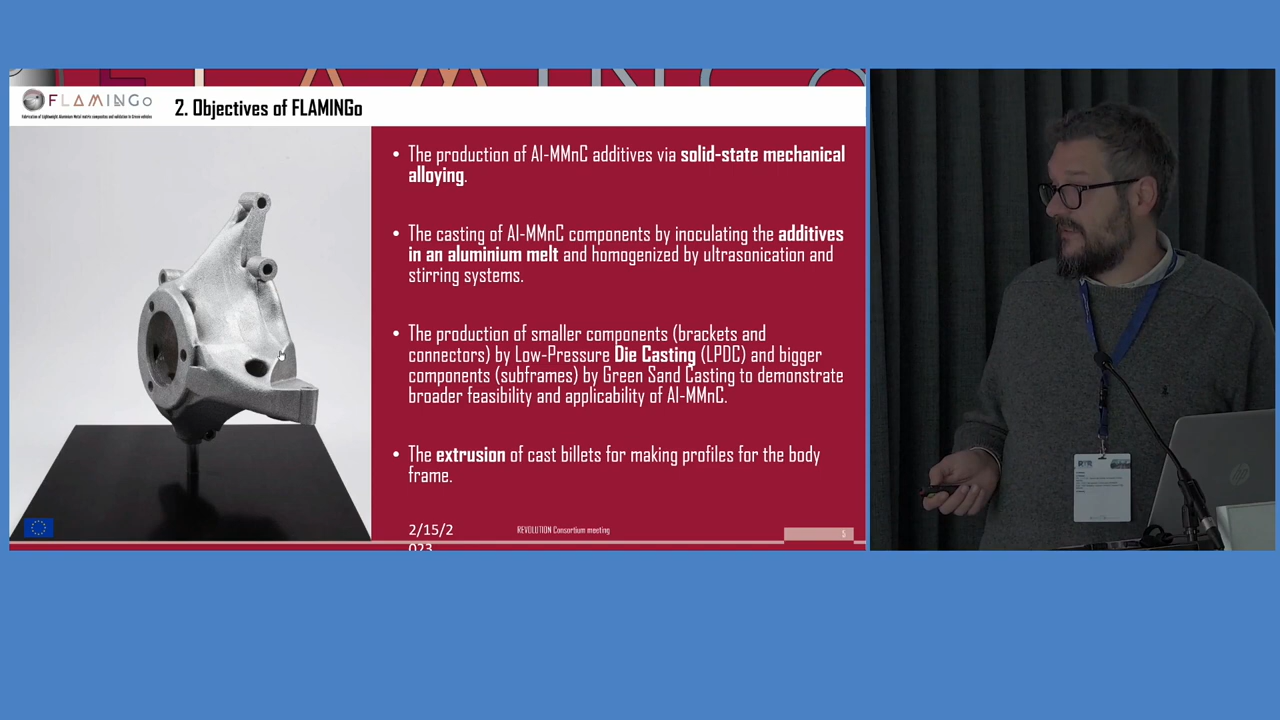 FLAMINGo
Fabrication of Lightweight Aluminium Metal matrix composites and validation In Green vehicles
2. Objectives of FLAMINGo
• The production of Al-MMnC additives via solid-state mechanical
alloying.
• The casting of Al-MMnC components by inoculating the additives
in an aluminium melt and homogenized by ultrasonication and
stirring systems.
• The production of smaller components (brackets and
connectors) by Low-Pressure Die Casting (LPDC) and bigger
components (subframes) by Green Sand Casting to demonstrate
broader feasibility and applicability of Al-MMnC.
• The extrusion of cast billets for making profiles for the body
frame.
2/15/2
023
REVOLUTION Consortium meeting
5
hp